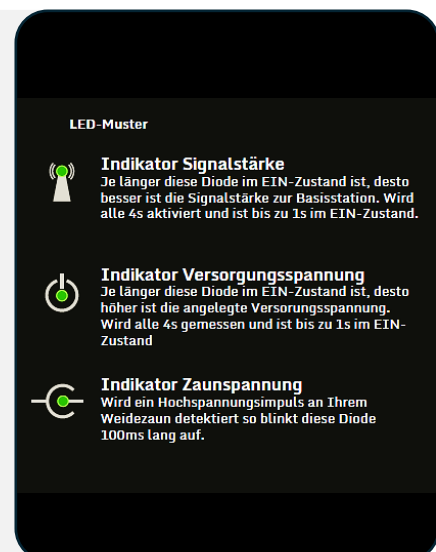 LED-Muster
Indikator Signalstärke
Je länger diese Diode im EIN-Zustand ist, desto
besser ist die Signalstärke zur Basisstation. Wird
alle 4s aktiviert und ist bis zu 1s im EIN-Zustand.
Indikator Versorgungsspannung
Je länger diese Diode im EIN-Zustand ist, desto
höher ist die angelegte Versorungsspannung.
Wird alle 4s gemessen und ist bis zu 1s im EIN-
Zustand
Indikator Zaunspannung
Wird ein Hochspannungsimpuls an Ihrem
Weidezaun detektiert so blinkt diese Diode
100ms lang auf.